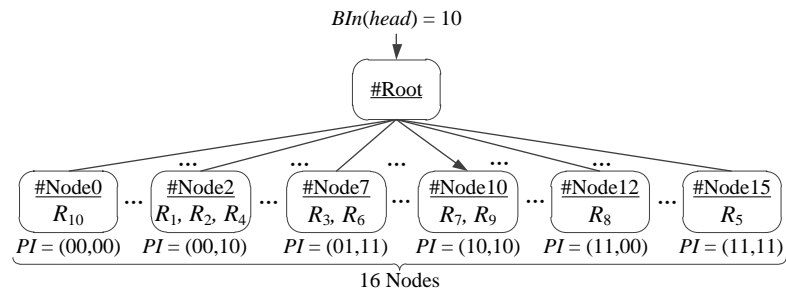 BIn(head) = 10
#Root
... ... ... ... ...
#Node0 ... #Node2 ... #Node7 ... #Node10 ... #Node12 ... #Node15
R10 R1, R2, R4 R3, R6 R7, R9 R8 R5
PI = (00,00) PI = (00,10) PI = (01,11) PI = (10,10) PI = (11,00) PI = (11,11)
16 Nodes